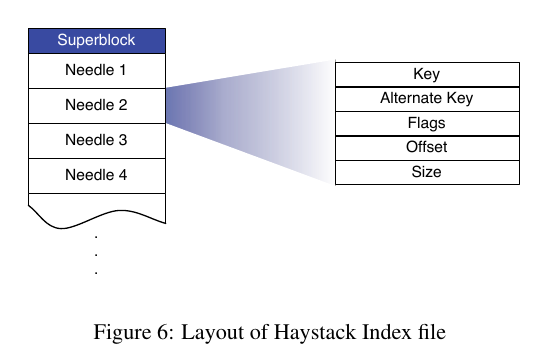 Superblock
Needle 1
Needle 2
Needle 3
Needle 4
.
.
.
Key
Alternate Key
Flags
Offset
Size
Figure 6: Layout of Haystack Index file